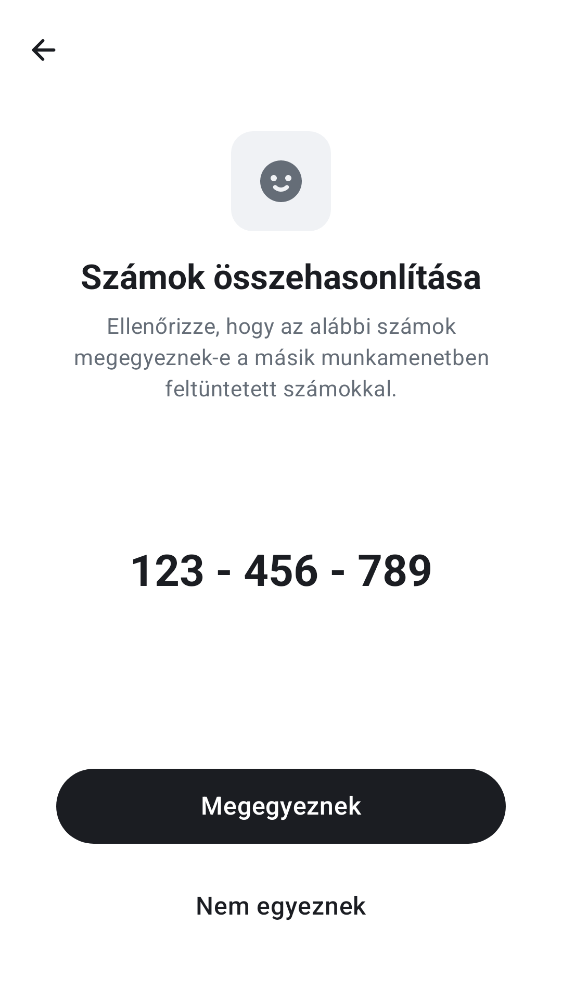 Számok összehasonlítása
Ellenőrizze, hogy az alábbi számok
megegyeznek-e a másik munkamenetben
feltüntetett számokkal.
123 - 456 - 789
Megegyeznek
Nem egyeznek